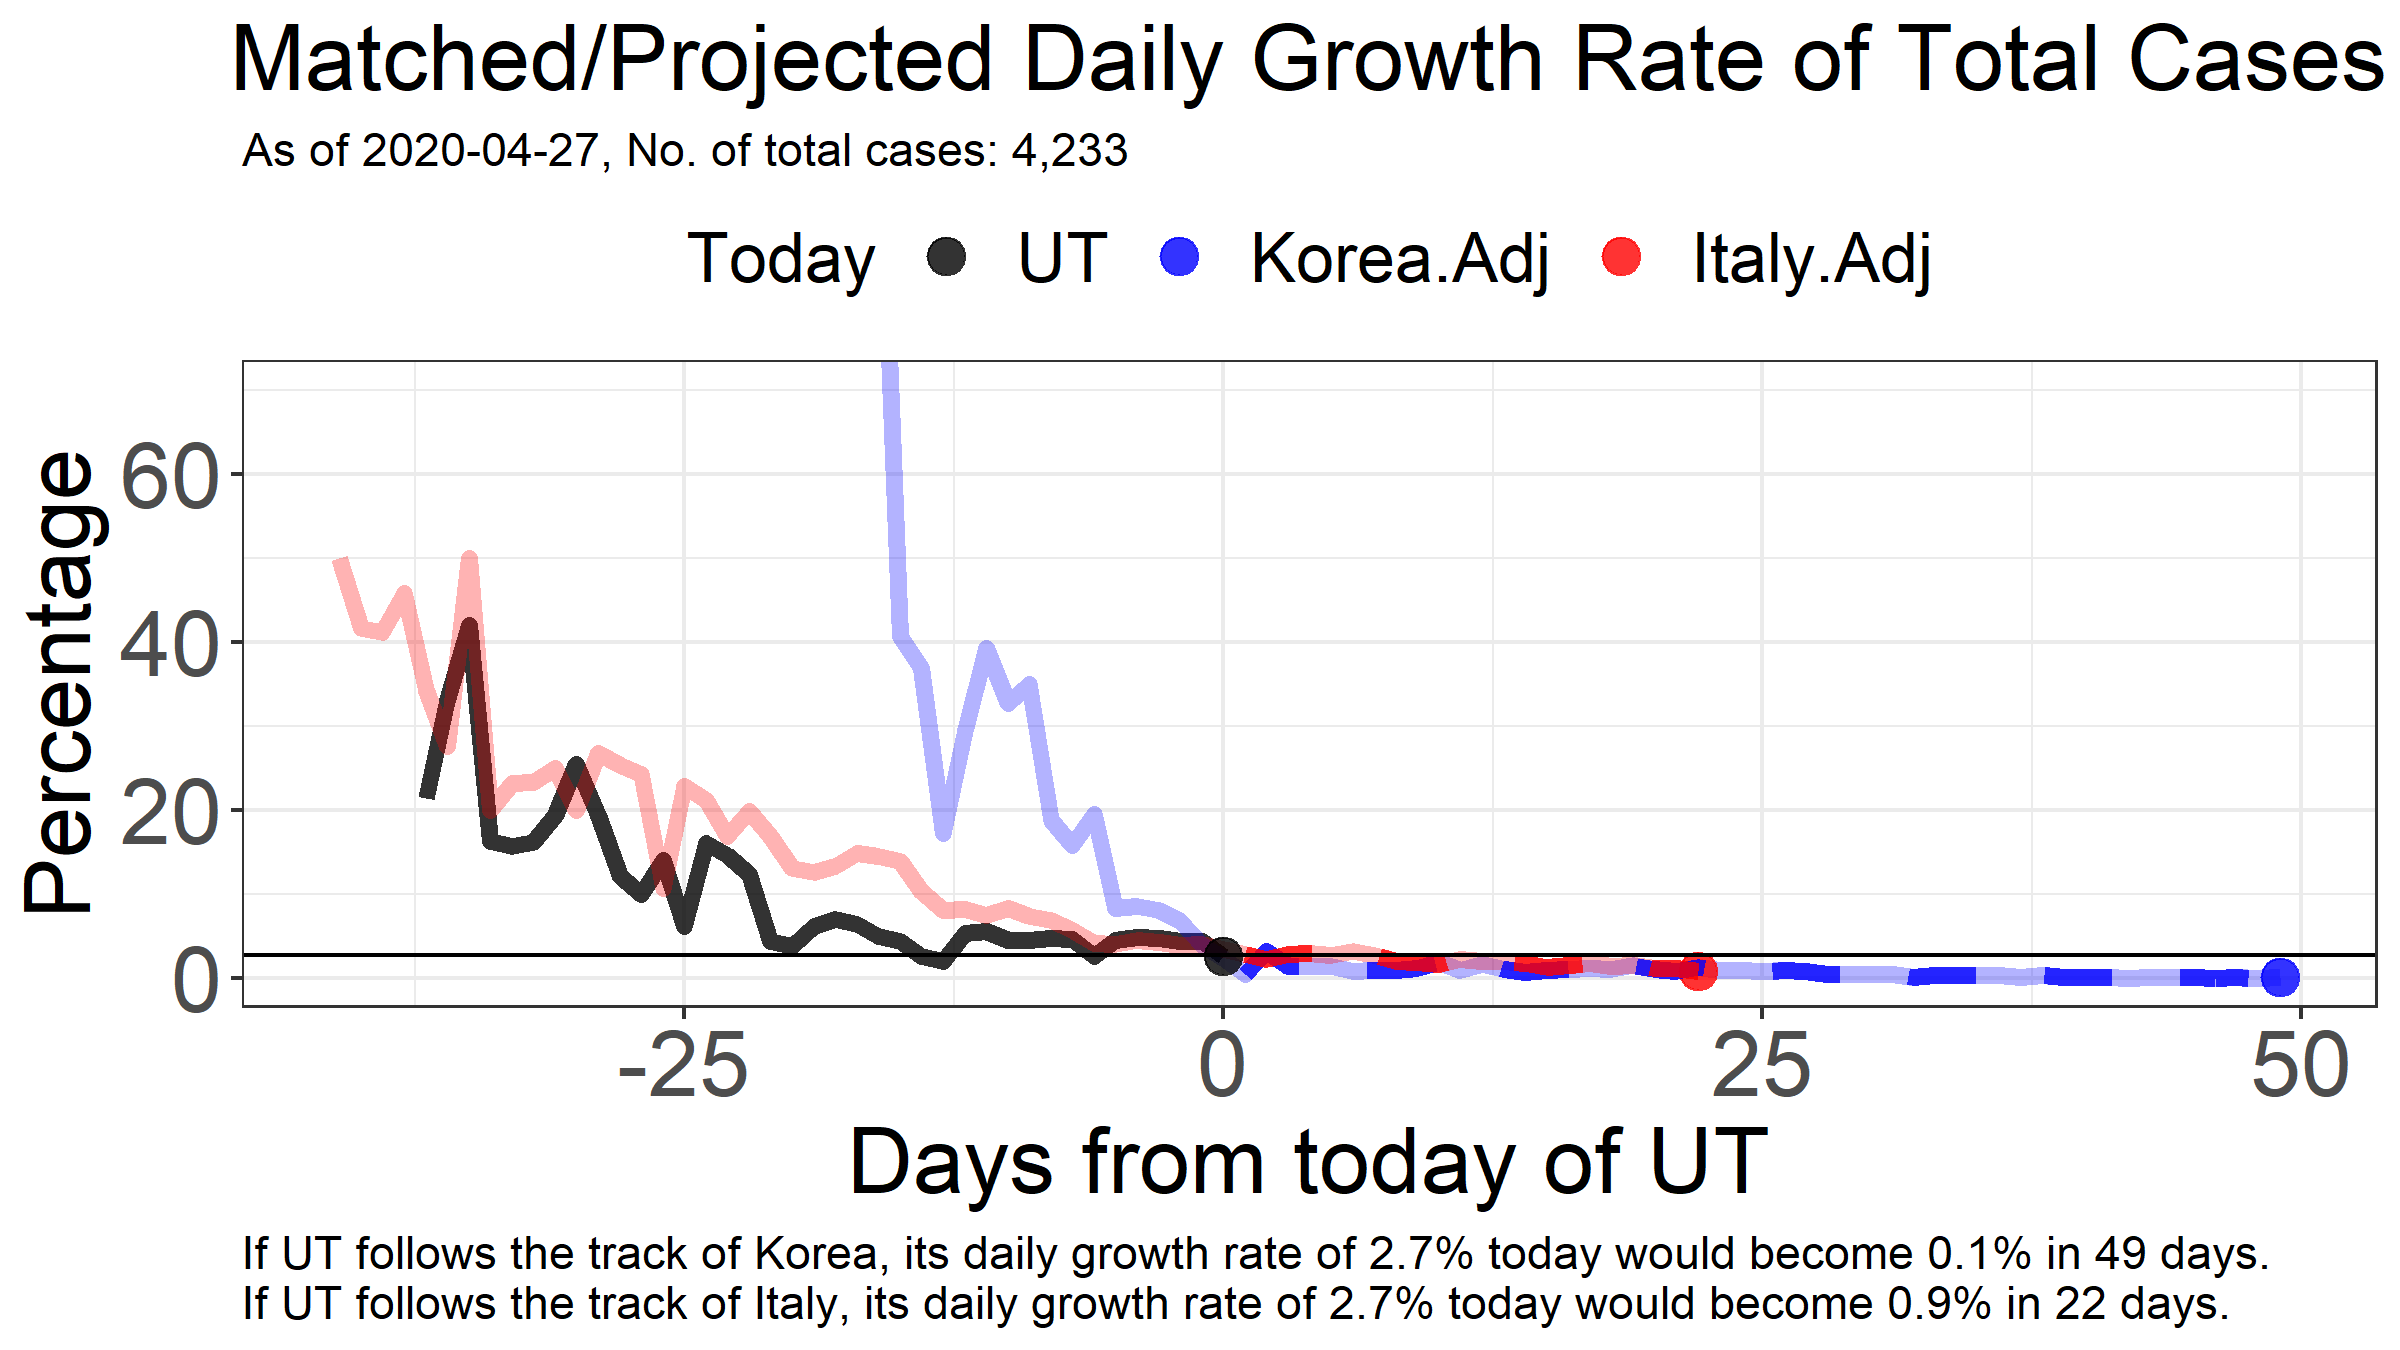 Matched/Projected Daily Growth Rate of Total Cases
As of 2020-04-27, No. of total cases: 4,233
Today UT Korea.Adj Italy.Adj
Percentage
60
40
20
0
-25 0 25 50
Days from today of UT
If UT follows the track of Korea, its daily growth rate of 2.7% today would become 0.1% in 49 days.
If UT follows the track of Italy, its daily growth rate of 2.7% today would become 0.9% in 22 days.